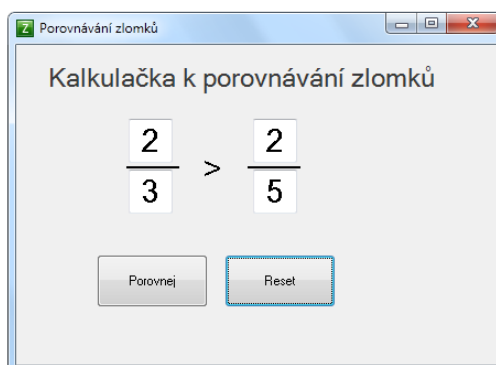 Z Porovnávání zlomků
Kalkulačka k porovnávání zlomků
2 2
>
3 5
Porovnej Reset